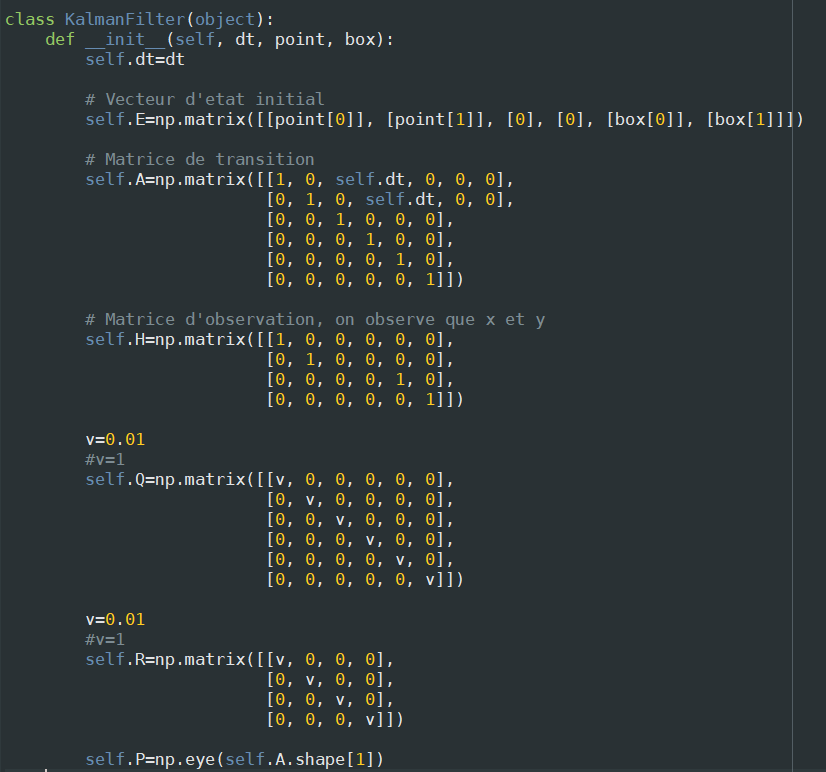 class KalmanFilter(object):
    def __init__(self, dt, point, box):
        self.dt=dt

        # Vecteur d'etat initial
        self.E=np.matrix([[point[0]], [point[1]], [0], [0], [box[0]], [box[1]]])

        # Matrice de transition
        self.A=np.matrix([[1, 0, self.dt, 0, 0, 0],
                          [0, 1, 0, self.dt, 0, 0],
                          [0, 0, 1, 0, 0, 0],
                          [0, 0, 0, 1, 0, 0],
                          [0, 0, 0, 0, 1, 0],
                          [0, 0, 0, 0, 0, 1]])

        # Matrice d'observation, on observe que x et y
        self.H=np.matrix([[1, 0, 0, 0, 0, 0],
                          [0, 1, 0, 0, 0, 0],
                          [0, 0, 0, 0, 1, 0],
                          [0, 0, 0, 0, 0, 1]])

        v=0.01
        #v=1
        self.Q=np.matrix([[v, 0, 0, 0, 0, 0],
                          [0, v, 0, 0, 0, 0],
                          [0, 0, v, 0, 0, 0],
                          [0, 0, 0, v, 0, 0],
                          [0, 0, 0, 0, v, 0],
                          [0, 0, 0, 0, 0, v]])

        v=0.01
        #v=1
        self.R=np.matrix([[v, 0, 0, 0],
                          [0, v, 0, 0],
                          [0, 0, v, 0],
                          [0, 0, 0, v]])

        self.P=np.eye(self.A.shape[1])